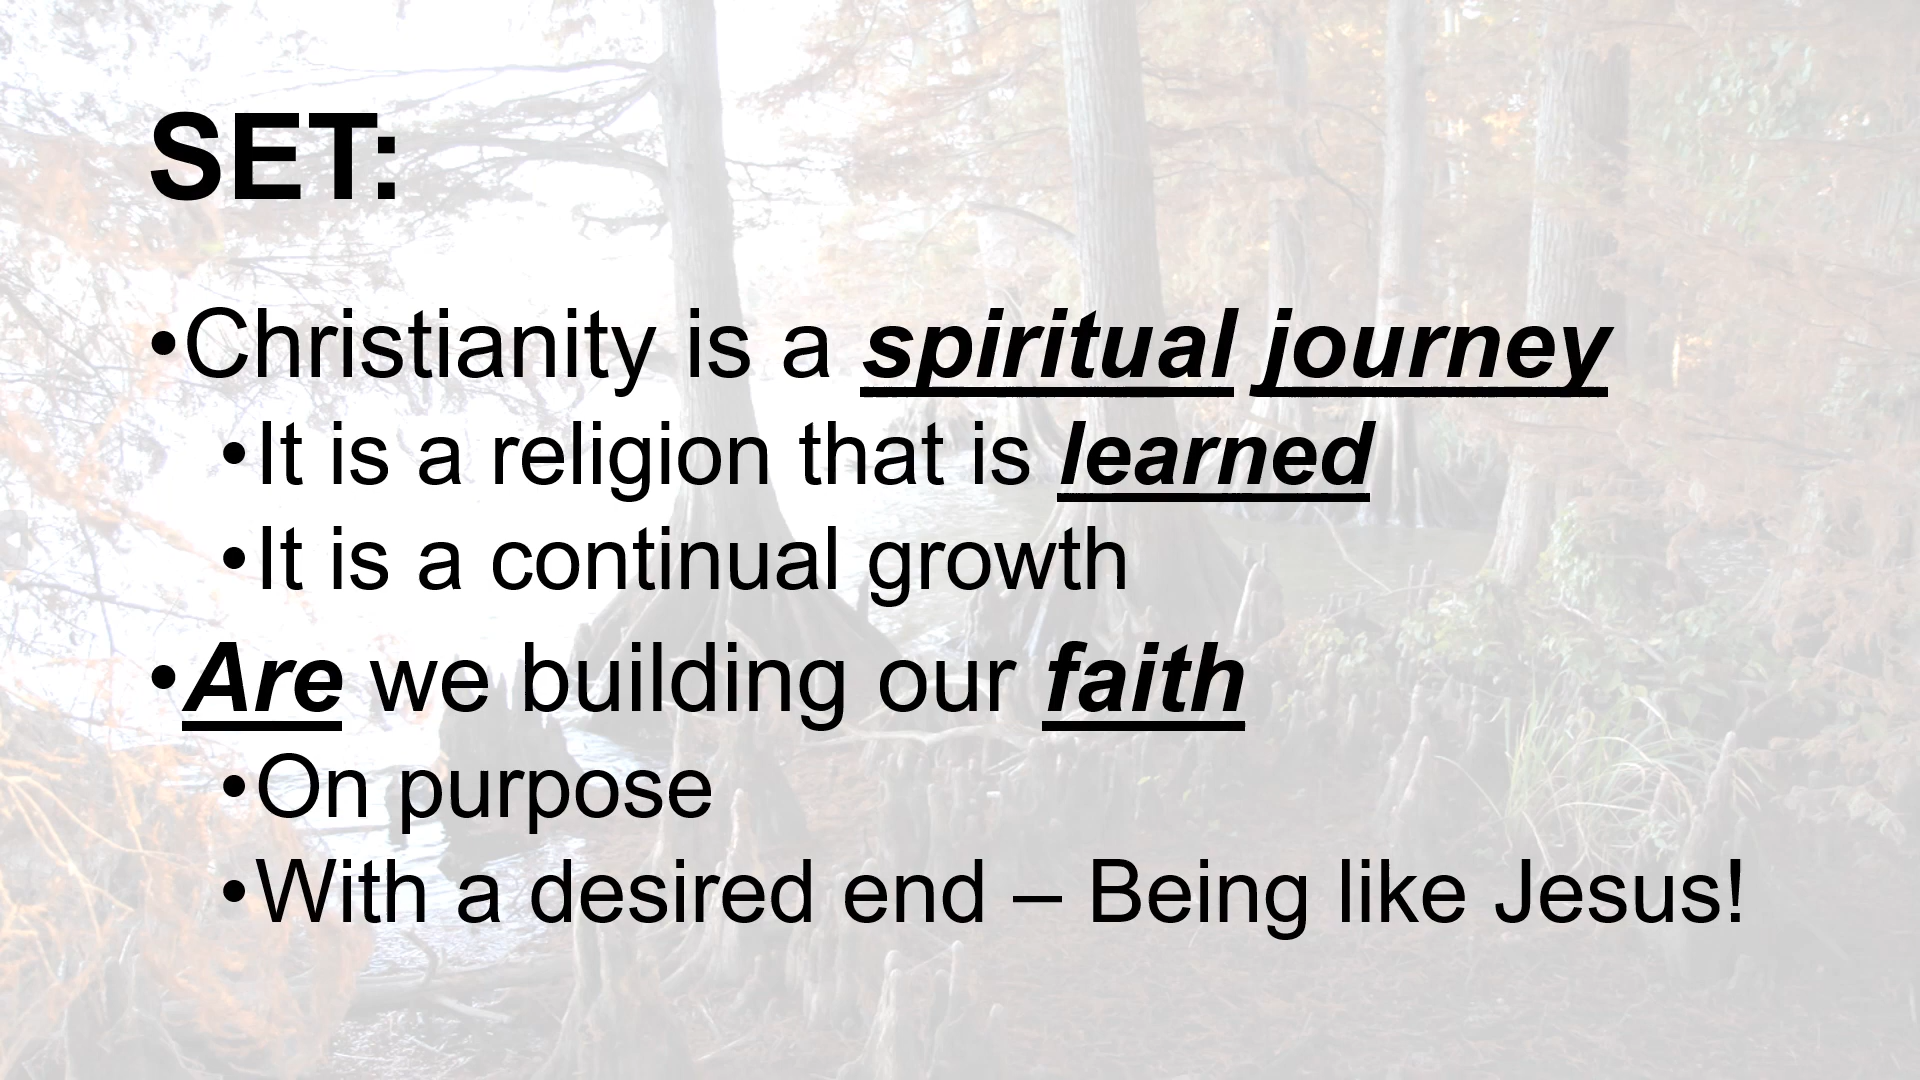 SET:
•Christianity is a spiritual journey
•It is a religion that is learned
•It is a continual growth
•Are we building our faith
•On purpose
•With a desired end – Being like Jesus!